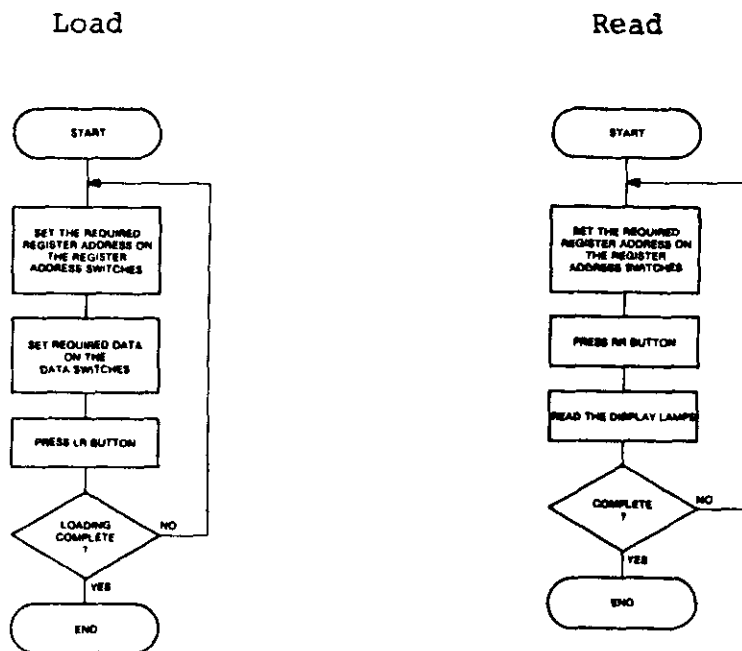 Load
START
SET THE REQUIRED
REGISTER ADDRESS ON
THE REGISTER
ADDRESS SWITCHES
SET REQUIRED DATA
ON THE
DATA SWITCHES
PRESS LR BUTTON
LOADING
COMPLETE
?
NO
YES
END
Read
START
SET THE REQUIRED
REGISTER ADDRESS ON
THE REGISTER
ADDRESS SWITCHES
PRESS RR BUTTON
READ THE DISPLAY LAMPS
COMPLETE
?
NO
YES
END